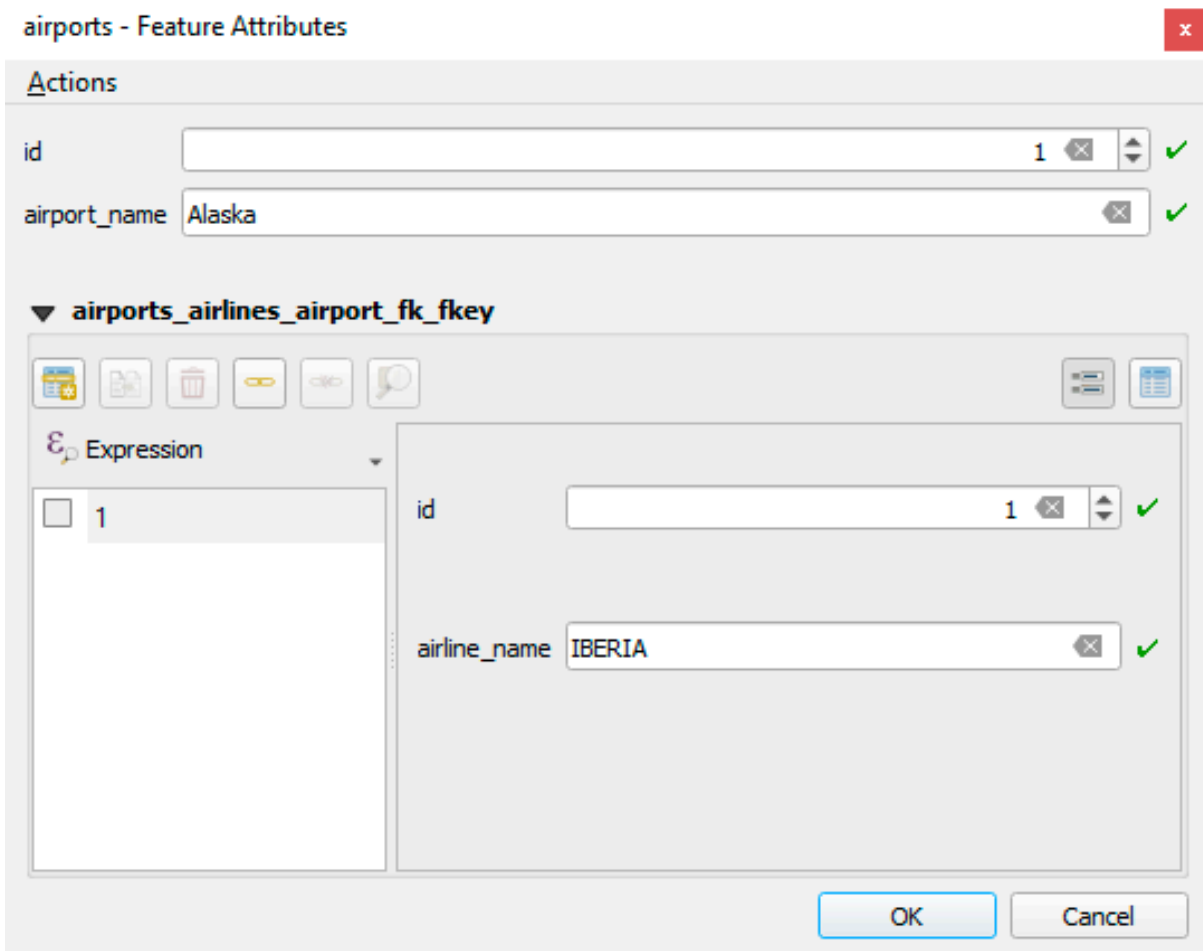 airports - Feature Attributes
x
Actions
id 1
airport_name Alaska
airports_airlines_airport_fk_fkey
ε Expression
1
id 1
airline_name IBERIA
OK Cancel